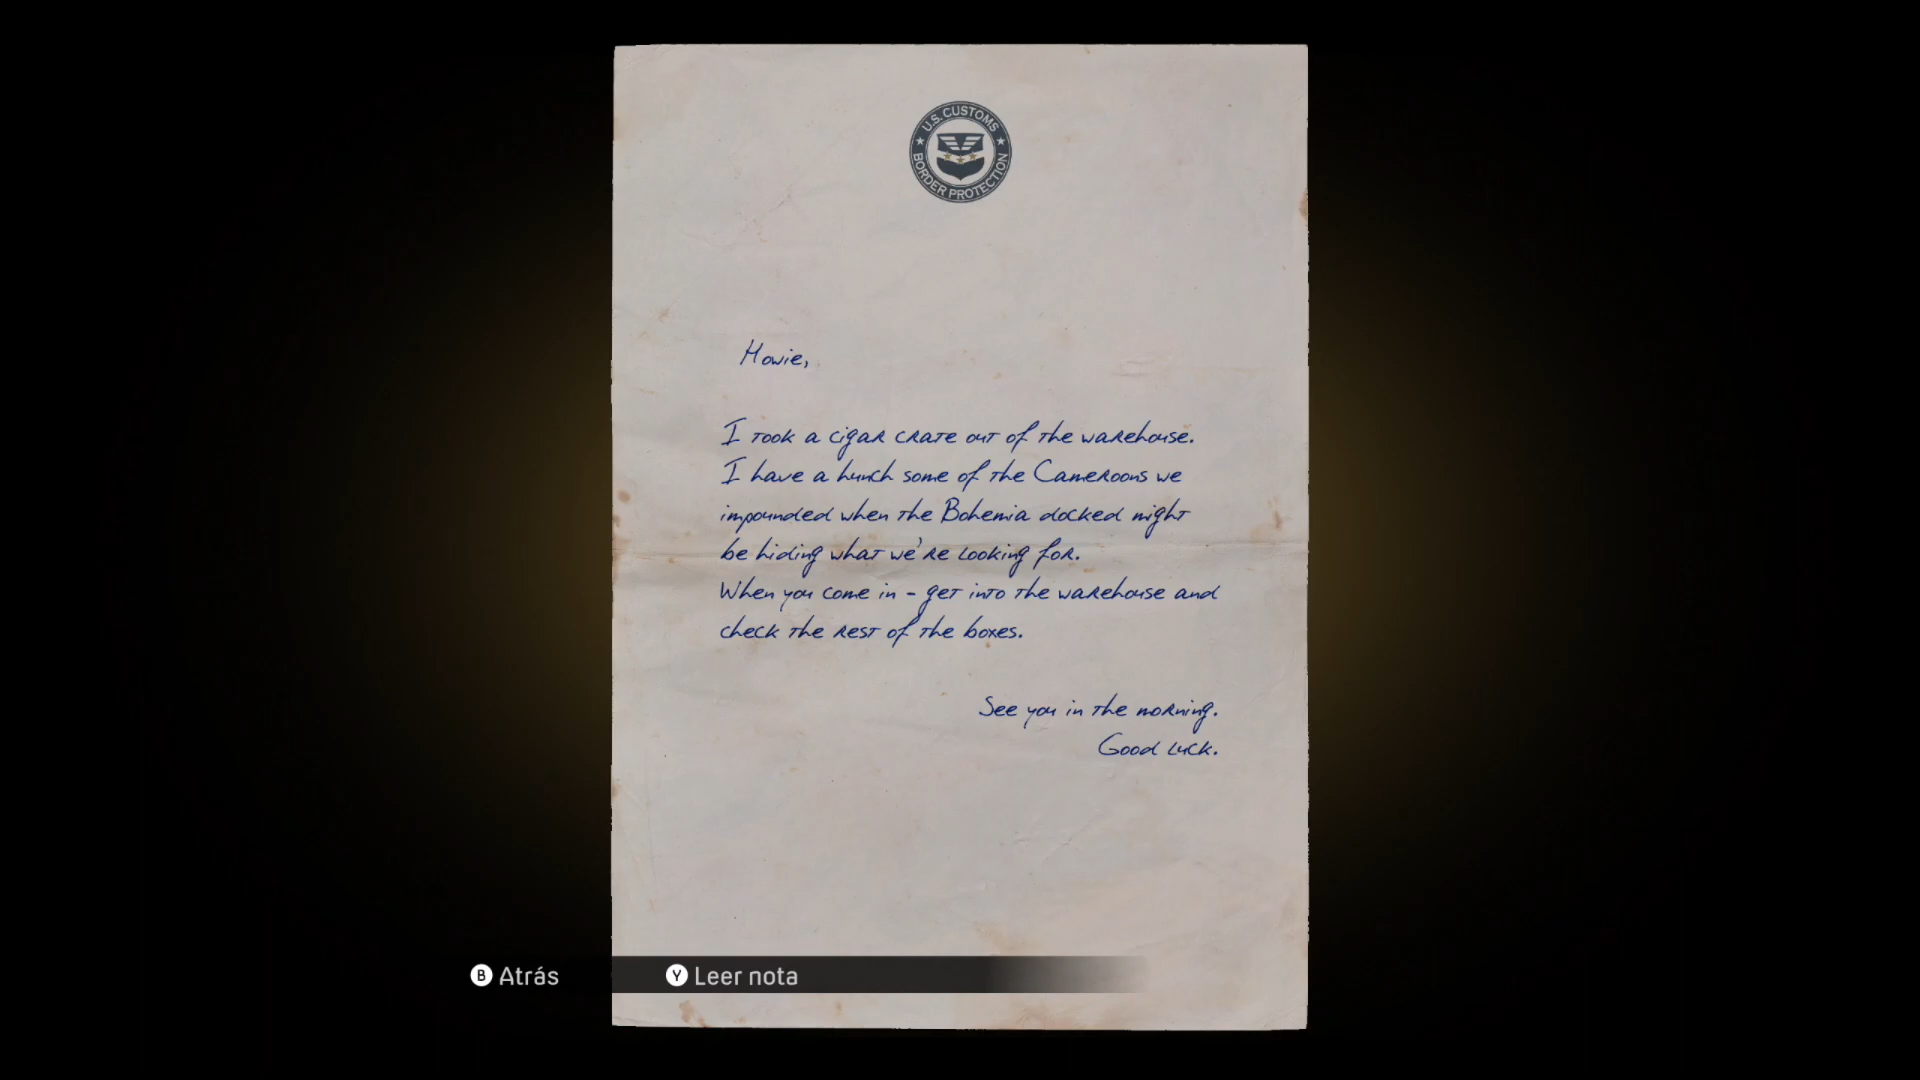 U.S. CUSTOMS
BORDER PROTECTION
Howie,
I took a cigar crate out of the warehouse.
I have a hunch some of the Cameroons we
impounded when the Bohemia docked might
be hiding what we're looking for.
When you come in - get into the warehouse and
check the rest of the boxes.
See you in the morning.
Good luck.
B Atrás
Y Leer nota